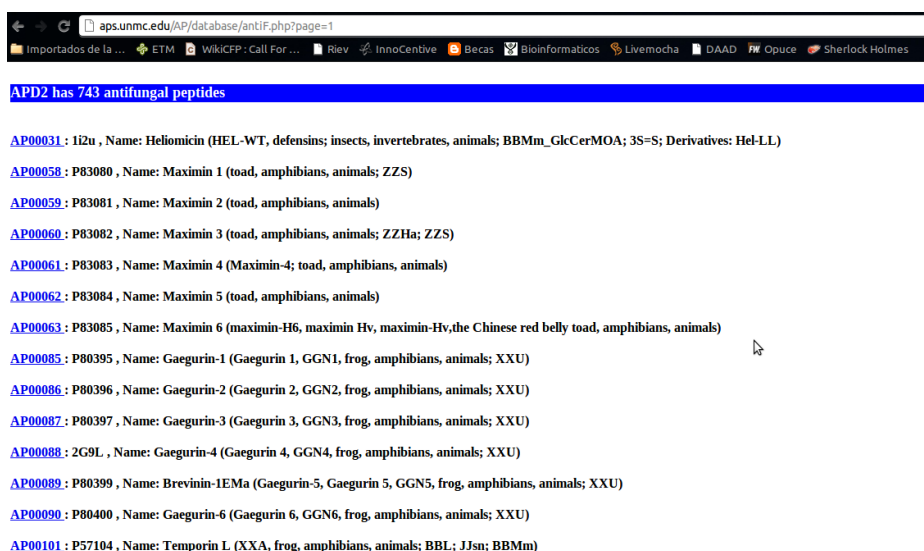 aps.unmc.edu/AP/database/antiF.php?page=1
Importados de la ... ETM WikiCFP : Call For ... Riev InnoCentive Becas Bioinformaticos Livemocha DAAD Opuce Sherlock Holmes
APD2 has 743 antifungal peptides
AP00031 : 1i2u , Name: Heliomicin (HEL-WT, defensins; insects, invertebrates, animals; BBMm_GlcCerMOA; 3S=S; Derivatives: Hel-LL)
AP00058 : P83080 , Name: Maximin 1 (toad, amphibians, animals; ZZS)
AP00059 : P83081 , Name: Maximin 2 (toad, amphibians, animals)
AP00060 : P83082 , Name: Maximin 3 (toad, amphibians, animals; ZZHa; ZZS)
AP00061 : P83083 , Name: Maximin 4 (Maximin-4; toad, amphibians, animals)
AP00062 : P83084 , Name: Maximin 5 (toad, amphibians, animals)
AP00063 : P83085 , Name: Maximin 6 (maximin-H6, maximin Hv, maximin-Hv,the Chinese red belly toad, amphibians, animals)
AP00085 : P80395 , Name: Gaegurin-1 (Gaegurin 1, GGN1, frog, amphibians, animals; XXU)
AP00086 : P80396 , Name: Gaegurin-2 (Gaegurin 2, GGN2, frog, amphibians, animals; XXU)
AP00087 : P80397 , Name: Gaegurin-3 (Gaegurin 3, GGN3, frog, amphibians, animals; XXU)
AP00088 : 2G9L , Name: Gaegurin-4 (Gaegurin 4, GGN4, frog, amphibians, animals; XXU)
AP00089 : P80399 , Name: Brevinin-1EMa (Gaegurin-5, Gaegurin 5, GGN5, frog, amphibians, animals; XXU)
AP00090 : P80400 , Name: Gaegurin-6 (Gaegurin 6, GGN6, frog, amphibians, animals; XXU)
AP00101 : P57104 , Name: Temporin L (XXA, frog, amphibians, animals; BBL; JJsn; BBMm)